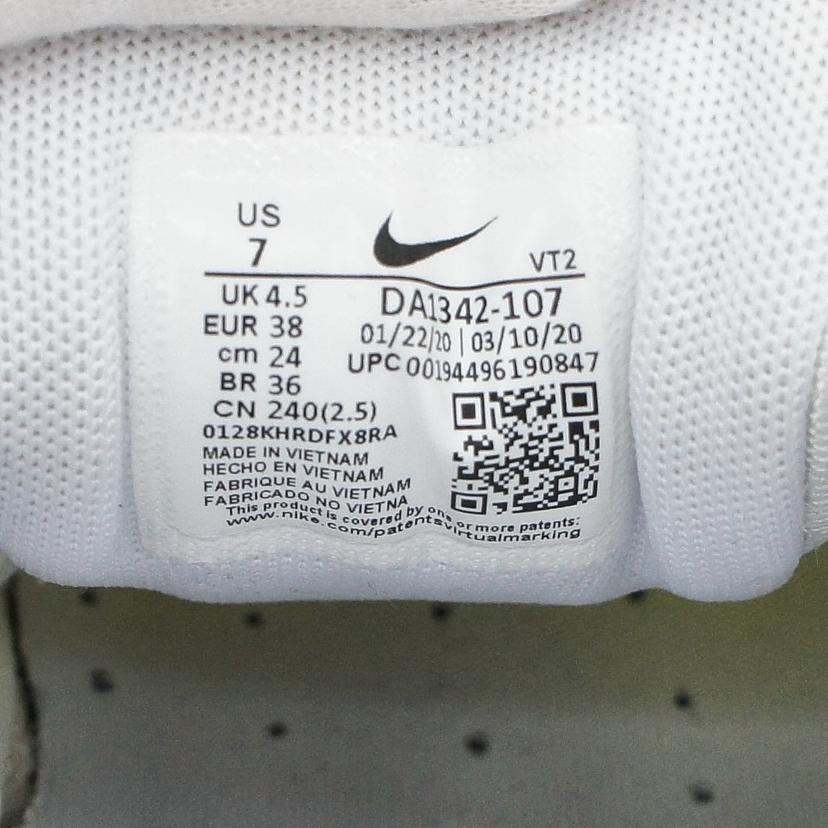 US
7
VT2
UK 4.5
EUR 38
cm 24
BR 36
CN 240(2.5)
0128KHRDFX8RA
DA1342-107
01/22/20 | 03/10/20
UPC 00194496190847
MADE IN VIETNAM
HECHO EN VIETNAM
FABRIQUE AU VIETNAM
FABRICADO NO VIETNA
This product is covered by one or more patents:
www.nike.com/patentsvirtualmarking